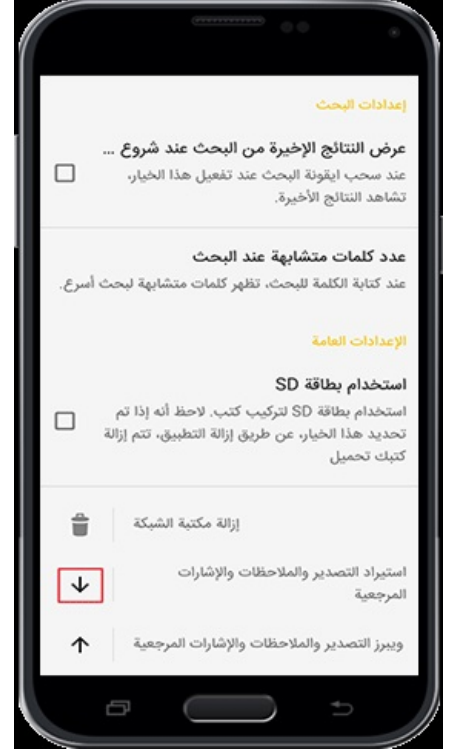 إعدادات البحث
عرض النتائج الإخيرة من البحث عند شروع ...
عند سحب ايقونة البحث عند تفعيل هذا الخيار،
تشاهد النتائج الأخيرة.
عدد كلمات متشابهة عند البحث
عند كتابة الكلمة للبحث، تظهر كلمات متشابهة لبحث أسرع.
الإعدادات العامة
استخدام بطاقة SD
استخدام بطاقة SD لتركيب كتب. لاحظ أنه إذا تم
تحديد هذا الخيار، عن طريق إزالة التطبيق، تتم إزالة
كتبك تحميل
إزالة مكتبة الشبكة
استيراد التصدير والملاحظات والإشارات
المرجعية
ويبرز التصدير والملاحظات والإشارات المرجعية